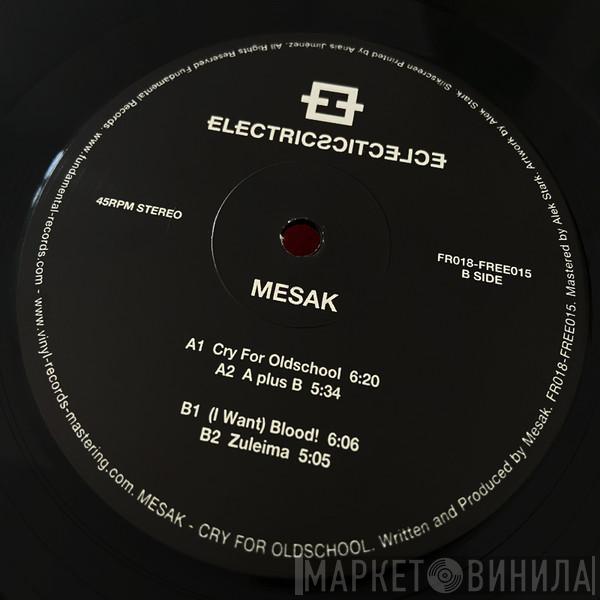 ELECTRICSCITCELCE
45RPM STEREO
FR018-FREE015
B SIDE
MESAK
A1 Cry For Oldschool 6:20
A2 A plus B 5:34
B1 (I Want) Blood! 6:06
B2 Zuleima 5:05
MESAK - CRY FOR OLDSCHOOL. Written and Produced by Mesak. FR018-FREE015. Mastered by Alek Stark. Artwork by Alek Stark. Silkscreen Printed by Anais Jiménez. All Rights Reserved Fundamental Records. www.fundamental-records.com - www.vinyl-records-mastering.com.
МАРКЕТ ВИНИЛА